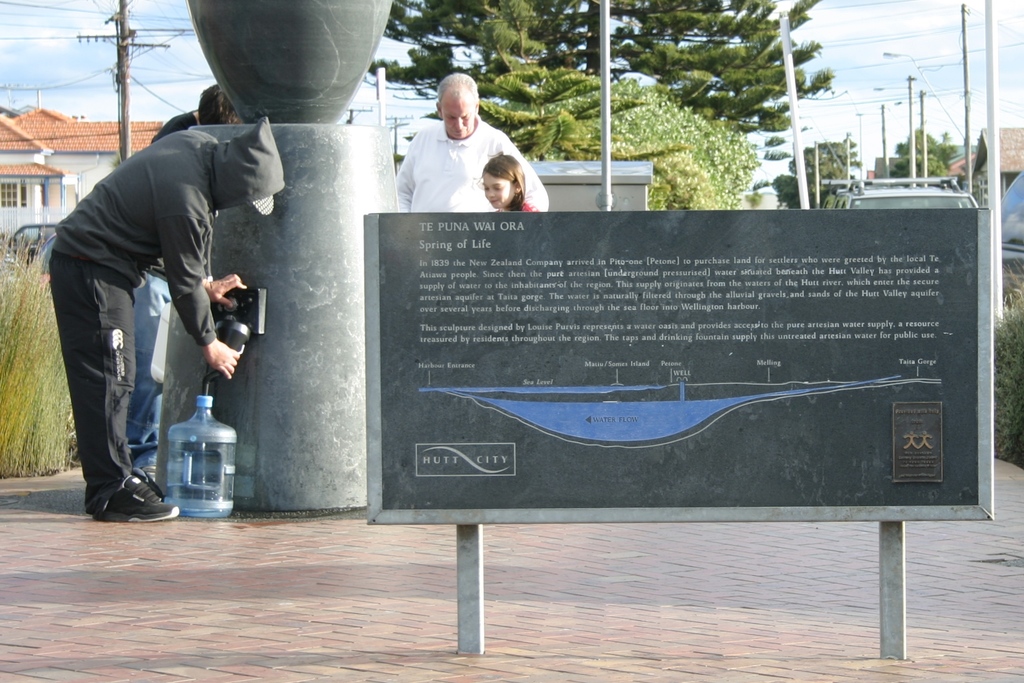 TE PUNA WAI ORA
Spring of Life
In 1839 the New Zealand Company arrived in Pito-one [Petone] to purchase land for settlers who were greeted by the local Te
Atiawa people. Since then the pure artesian [underground pressurised] water situated beneath the Hutt Valley has provided a
supply of water to the inhabitants of the region. This supply originates from the waters of the Hutt river, which enter the secure
artesian aquifers at Taita gorge. The water is naturally filtered through the alluvial gravels and sands of the Hutt Valley aquifer
over several years before discharging through the sea floor into Wellington harbour.
This sculpture designed by Louise Purvis represents a water oasis and provides access to the pure artesian water supply, a resource
treasured by residents throughout the region. The taps and drinking fountain supply this untreated artesian water for public use.
Harbour Entrance
Matiu/Somes Island
Petone
Melling
Taita Gorge
WELL
Sea Level
WATER FLOW
HUTT CITY